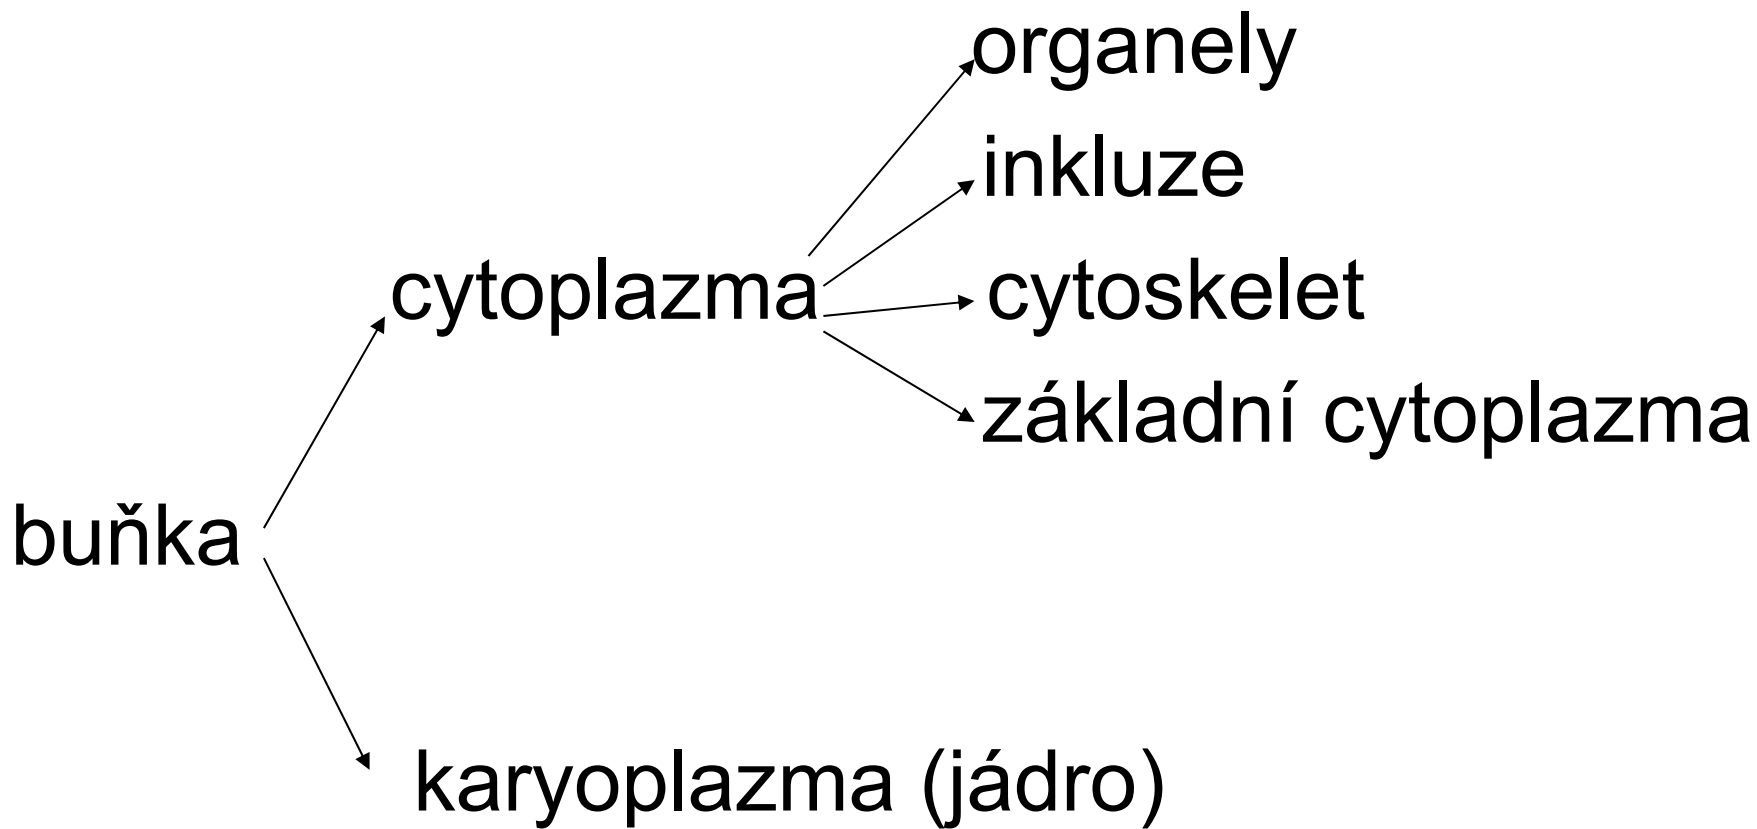 organely
inkluze
cytoplazma
cytoskelet
základní cytoplazma
buňka
karyoplazma (jádro)